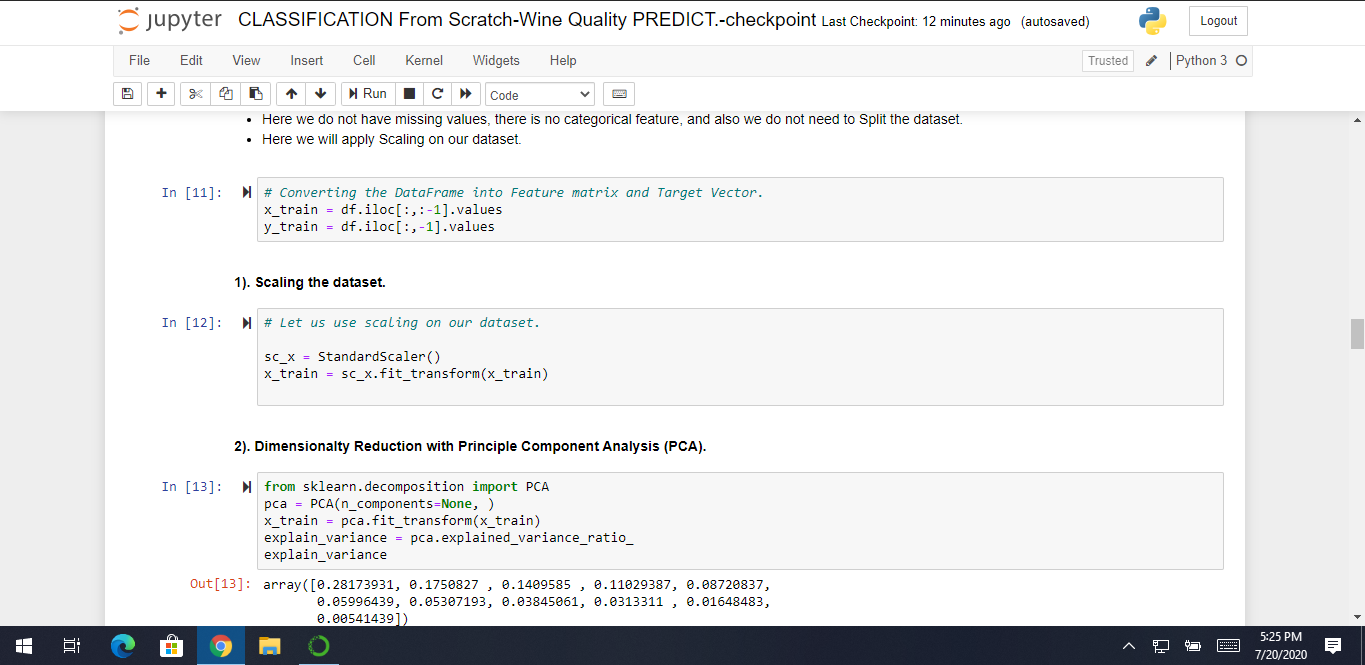 jupyter CLASSIFICATION From Scratch-Wine Quality PREDICT.-checkpoint Last Checkpoint: 12 minutes ago (autosaved) Logout
File Edit View Insert Cell Kernel Widgets Help Trusted Python 3
Run Code
Here we do not have missing values, there is no categorical feature, and also we do not need to Split the dataset.
Here we will apply Scaling on our dataset.
In [11]: # Converting the DataFrame into Feature matrix and Target Vector.
x_train = df.iloc[:,:-1].values
y_train = df.iloc[:,-1].values
1). Scaling the dataset.
In [12]: # Let us use scaling on our dataset.
sc_x = StandardScaler()
x_train = sc_x.fit_transform(x_train)
2). Dimensionalty Reduction with Principle Component Analysis (PCA).
In [13]: from sklearn.decomposition import PCA
pca = PCA(n_components=None, )
x_train = pca.fit_transform(x_train)
explain_variance = pca.explained_variance_ratio_
explain_variance
Out[13]: array([0.28173931, 0.1750827 , 0.1409585 , 0.11029387, 0.08720837,
0.05996439, 0.05307193, 0.03845061, 0.0313311 , 0.01648483,
0.00541439])
5:25 PM
7/20/2020